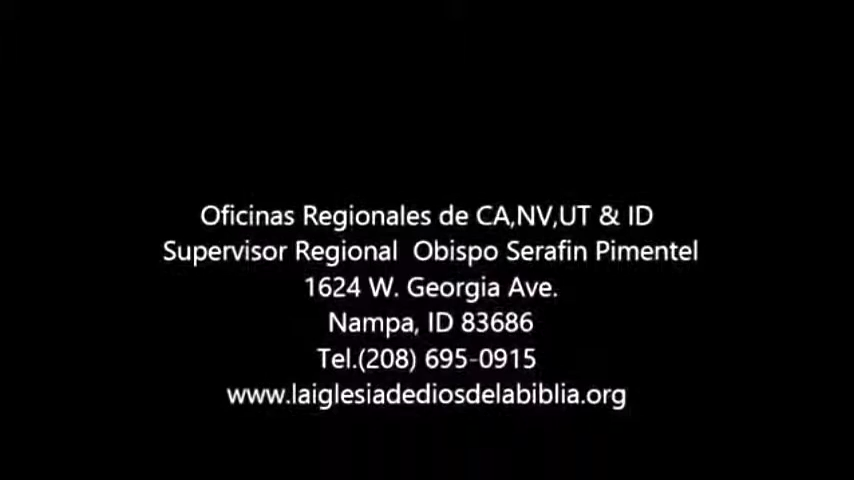 Oficinas Regionales de CA,NV,UT & ID
Supervisor Regional  Obispo Serafin Pimentel
1624 W. Georgia Ave.
Nampa, ID 83686
Tel.(208) 695-0915
www.laiglesiadediosdelabiblia.org